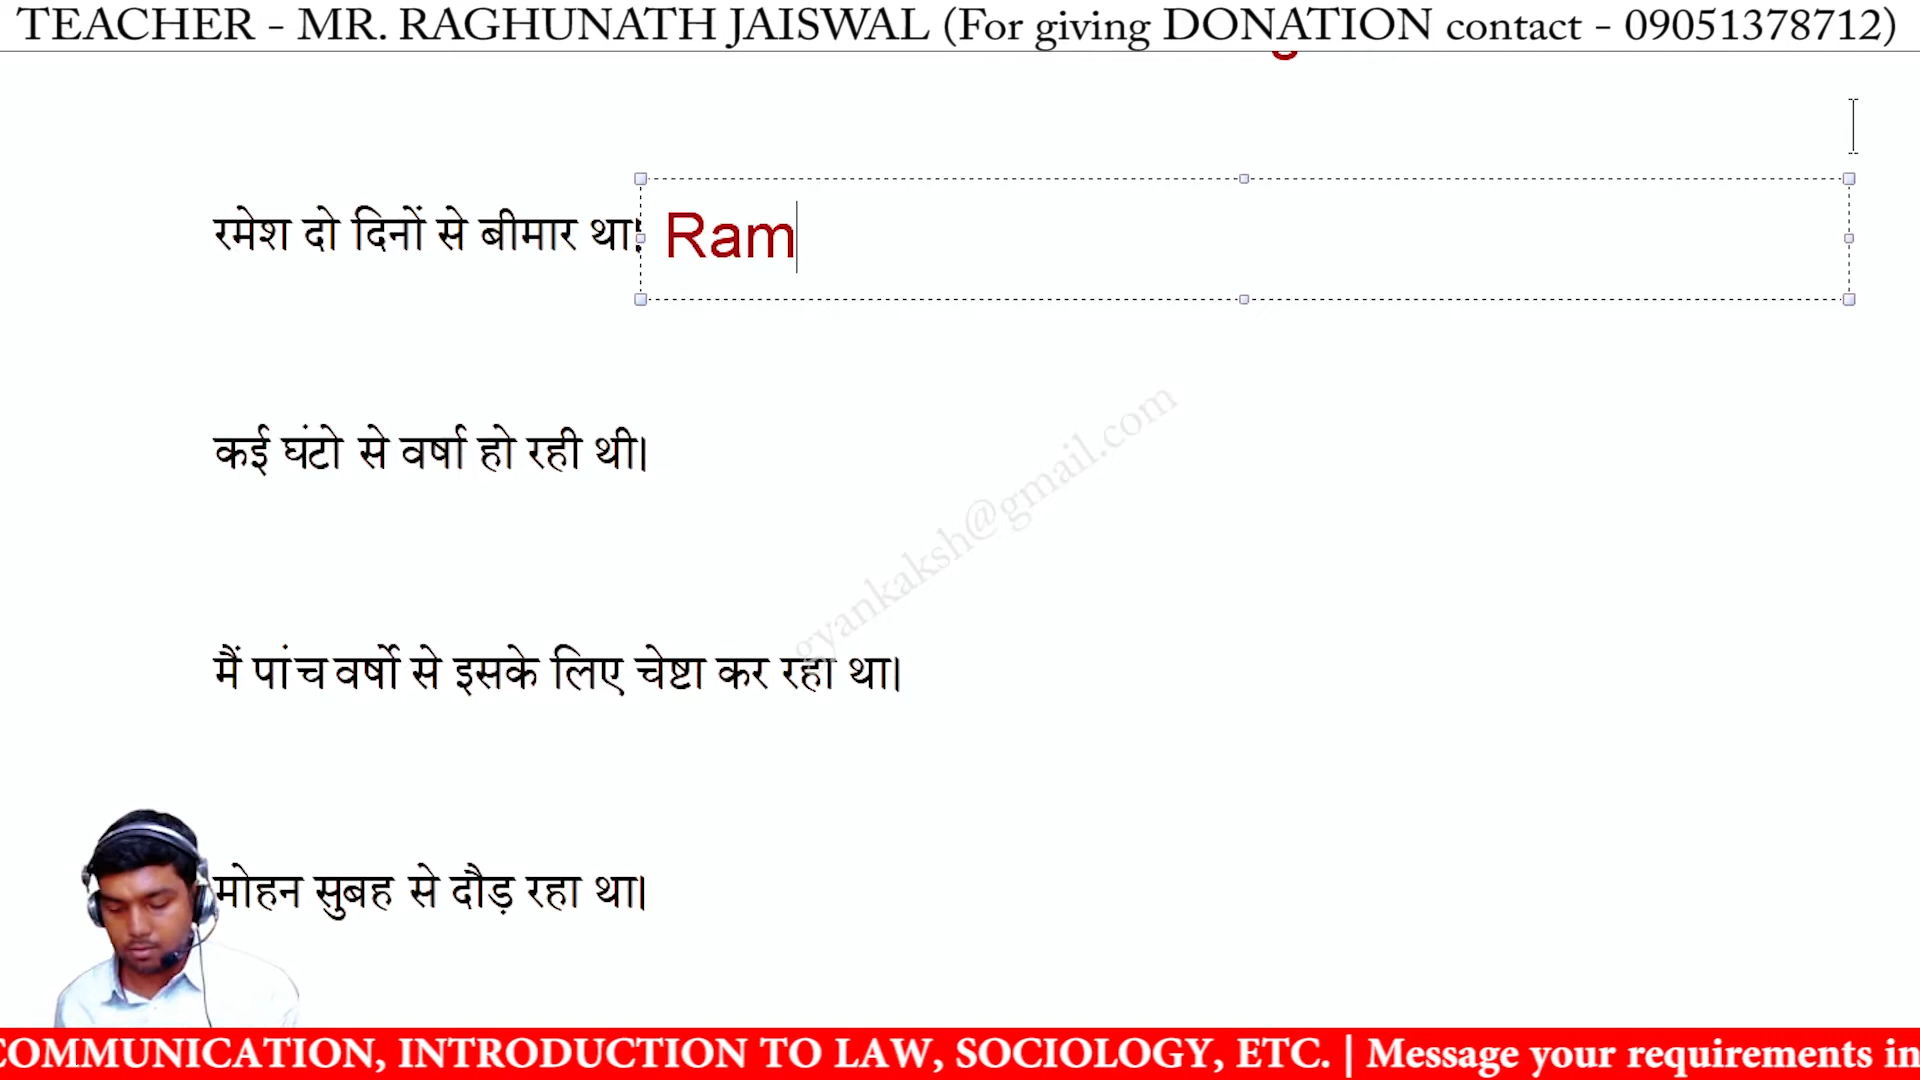 TEACHER - MR. RAGHUNATH JAISWAL (For giving DONATION contact - 09051378712)
रमेश दो दिनों से बीमार था। Ram
कई घंटो से वर्षा हो रही थी।
gyankaksh@gmail.com
मैं पांच वर्षो से इसके लिए चेष्टा कर रहा था।
मोहन सुबह से दौड़ रहा था।
COMMUNICATION, INTRODUCTION TO LAW, SOCIOLOGY, ETC. | Message your requirements in